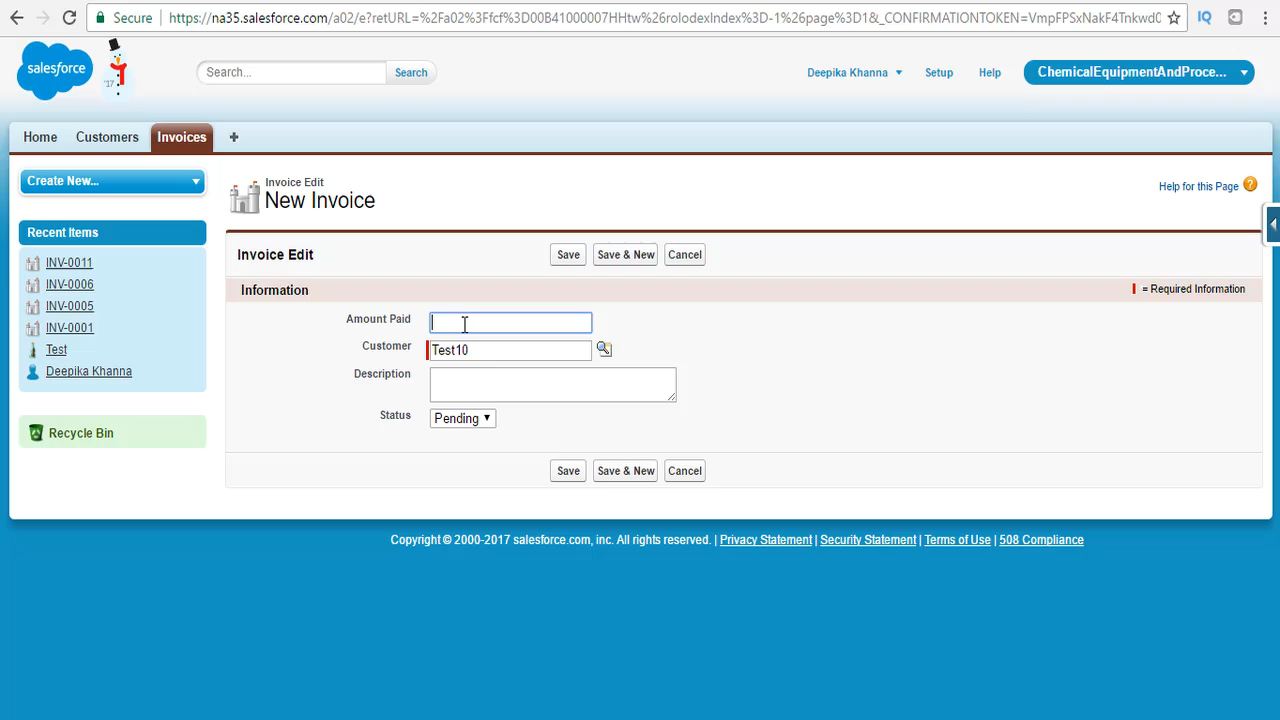 Secure https://na35.salesforce.com/a02/e?retURL=%2Fa02%3Ffcf%3D00B41000007HHtw%26rolodexIndex%3D-1%26page%3D1&_CONFIRMATIONTOKEN=VmpFPSxNakF4Tnkwd0
salesforce '17 Search... Search Deepika Khanna Setup Help ChemicalEquipmentAndProce...
Home Customers Invoices +
Create New...
Recent Items
INV-0011
INV-0006
INV-0005
INV-0001
Test
Deepika Khanna
Recycle Bin
Invoice Edit
New Invoice
Help for this Page ?
Invoice Edit Save Save & New Cancel
Information = Required Information
Amount Paid
Customer Test10
Description
Status Pending
Save Save & New Cancel
Copyright © 2000-2017 salesforce.com, inc. All rights reserved. | Privacy Statement | Security Statement | Terms of Use | 508 Compliance